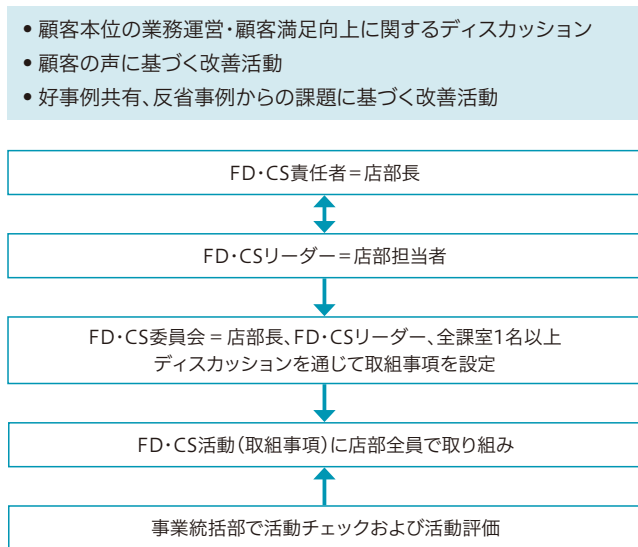 • 顧客本位の業務運営・顧客満足向上に関するディスカッション
• 顧客の声に基づく改善活動
• 好事例共有、反省事例からの課題に基づく改善活動
FD・CS責任者＝店部長
FD・CSリーダー＝店部担当者
FD・CS委員会 = 店部長、FD・CSリーダー、全課室1名以上
ディスカッションを通じて取組事項を設定
FD・CS活動（取組事項）に店部全員で取り組み
事業統括部で活動チェックおよび活動評価